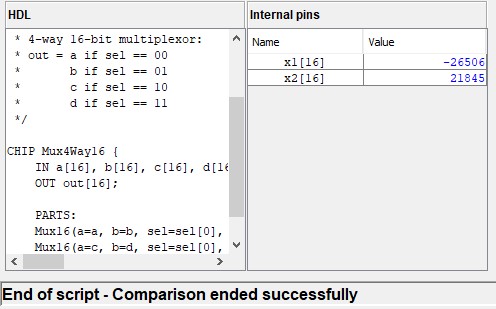 HDL
* 4-way 16-bit multiplexor:
* out = a if sel == 00
*       b if sel == 01
*       c if sel == 10
*       d if sel == 11
*/
CHIP Mux4Way16 {
    IN a[16], b[16], c[16], d[16
    OUT out[16];
    PARTS:
    Mux16(a=a, b=b, sel=sel[0],
    Mux16(a=c, b=d, sel=sel[0],
Internal pins
Name Value
x1[16] -26506
x2[16] 21845
End of script - Comparison ended successfully